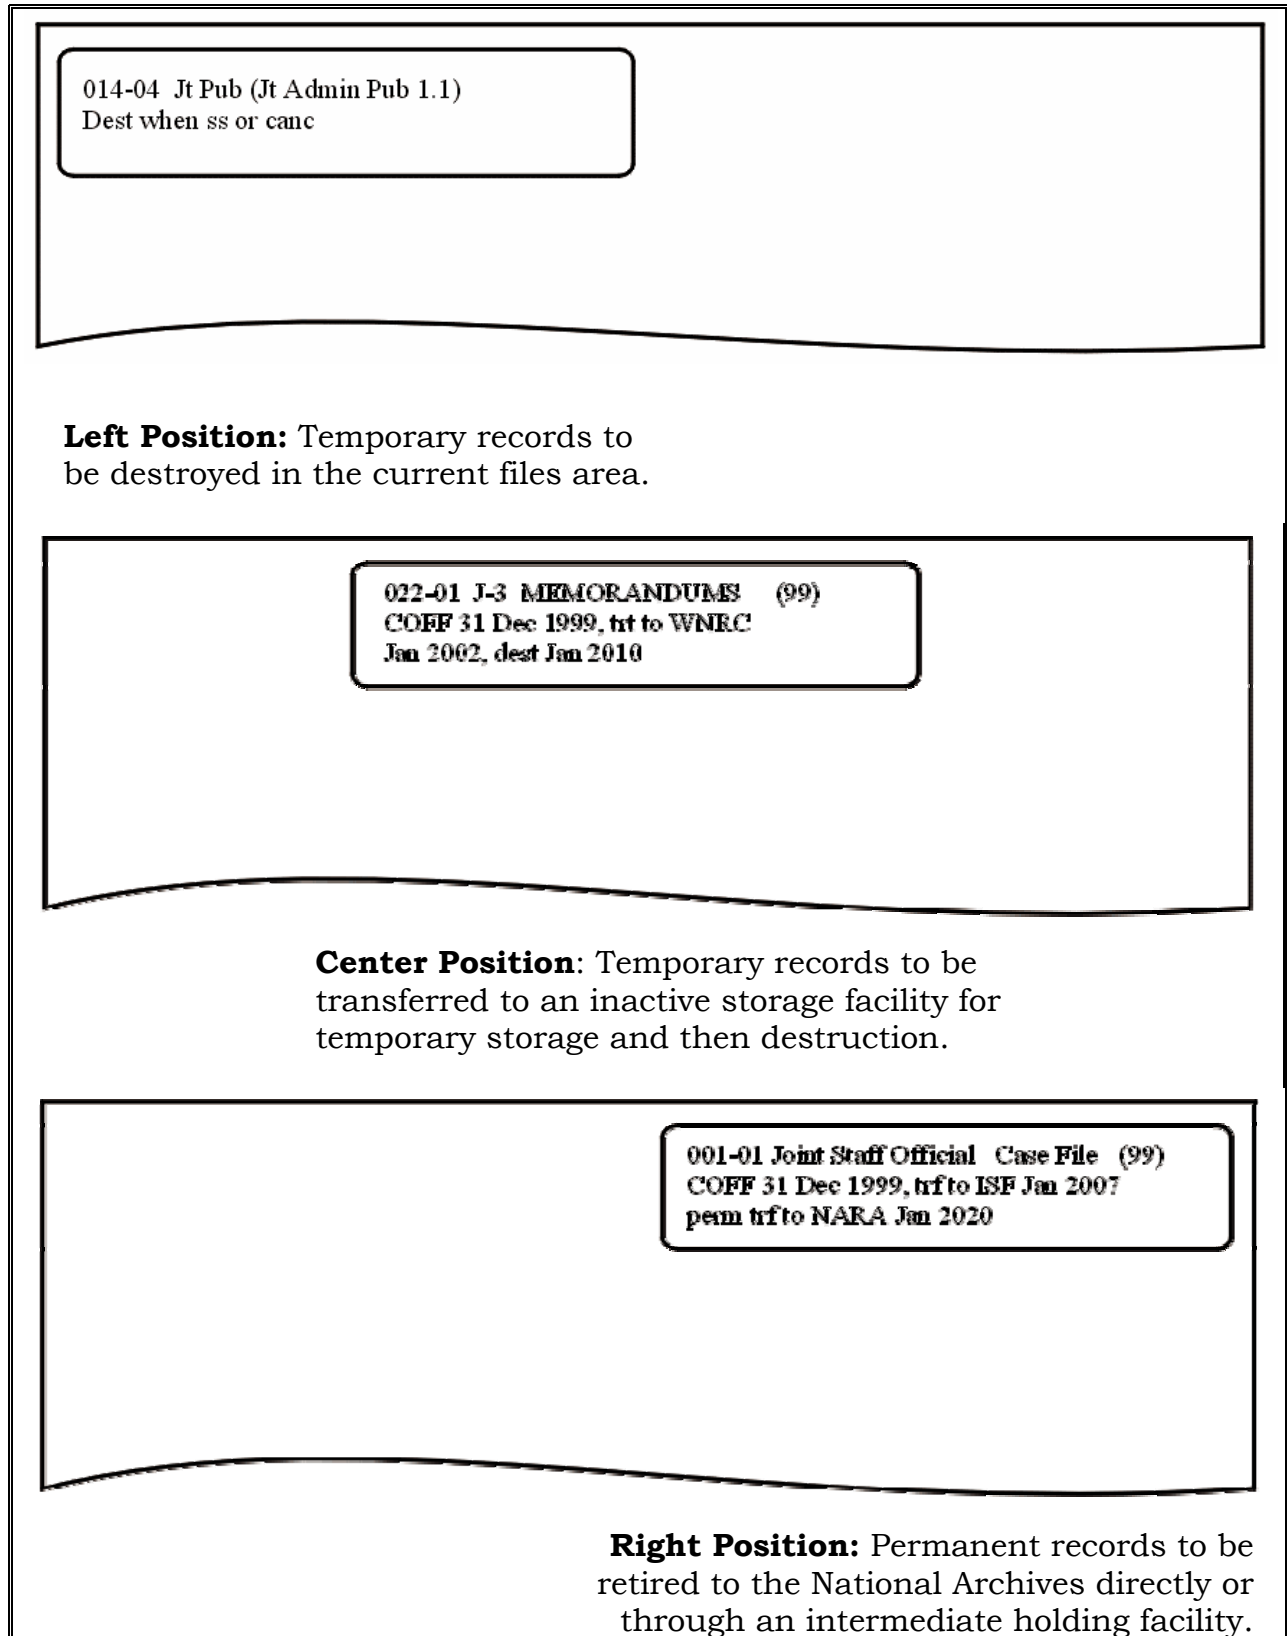 014-04 Jt Pub (Jt Admin Pub 1.1)
Dest when ss or canc
Left Position: Temporary records to
be destroyed in the current files area.
022-01 J-3 MEMORANDUMS (99)
COFF 31 Dec 1999, trf to WNRC
Jan 2002, dest Jan 2010
Center Position: Temporary records to be
transferred to an inactive storage facility for
temporary storage and then destruction.
001-01 Joint Staff Official Case File (99)
COFF 31 Dec 1999, trf to ISF Jan 2007
perm trf to NARA Jan 2020
Right Position: Permanent records to be
retired to the National Archives directly or
through an intermediate holding facility.